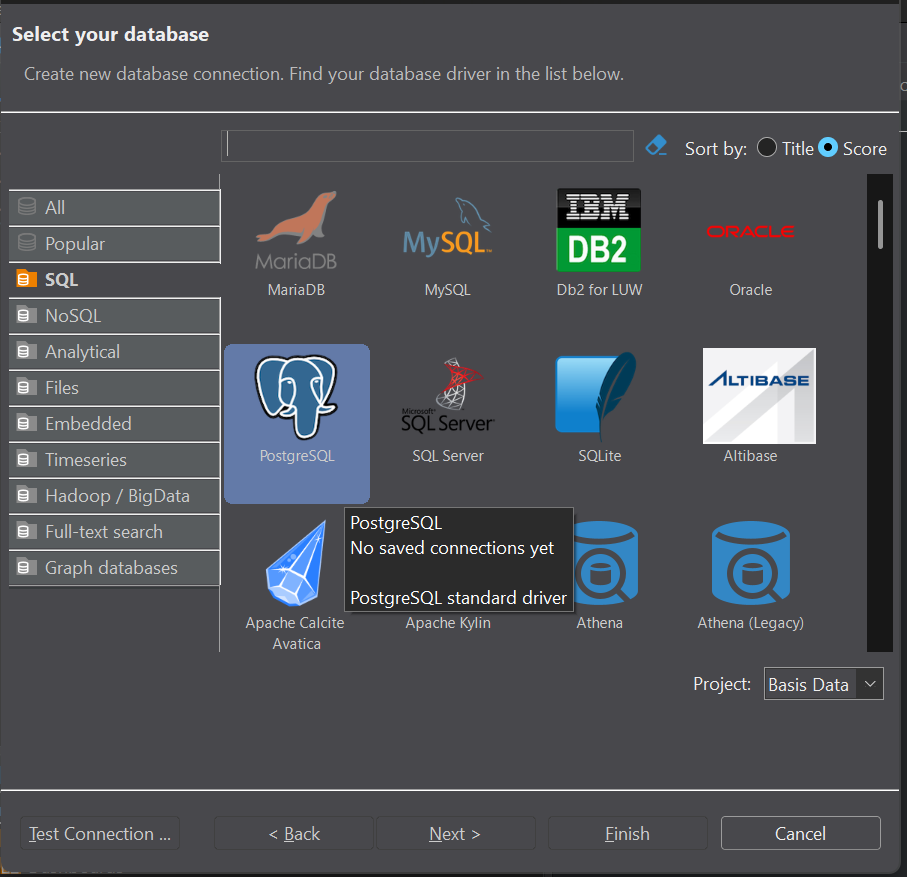 Select your database
Create new database connection. Find your database driver in the list below.
Sort by: Title Score
All
Popular
SQL
NoSQL
Analytical
Files
Embedded
Timeseries
Hadoop / BigData
Full-text search
Graph databases
MariaDB
MariaDB
MySQL
MySQL
IBM
DB2
Db2 for LUW
ORACLE
Oracle
PostgreSQL
Microsoft
SQL Server
SQL Server
SQLite
ALTIBASE
Altibase
PostgreSQL
No saved connections yet
PostgreSQL standard driver
Apache Calcite
Avatica
Apache Kylin
Athena
Athena (Legacy)
Project: Basis Data
Test Connection ...
< Back
Next >
Finish
Cancel